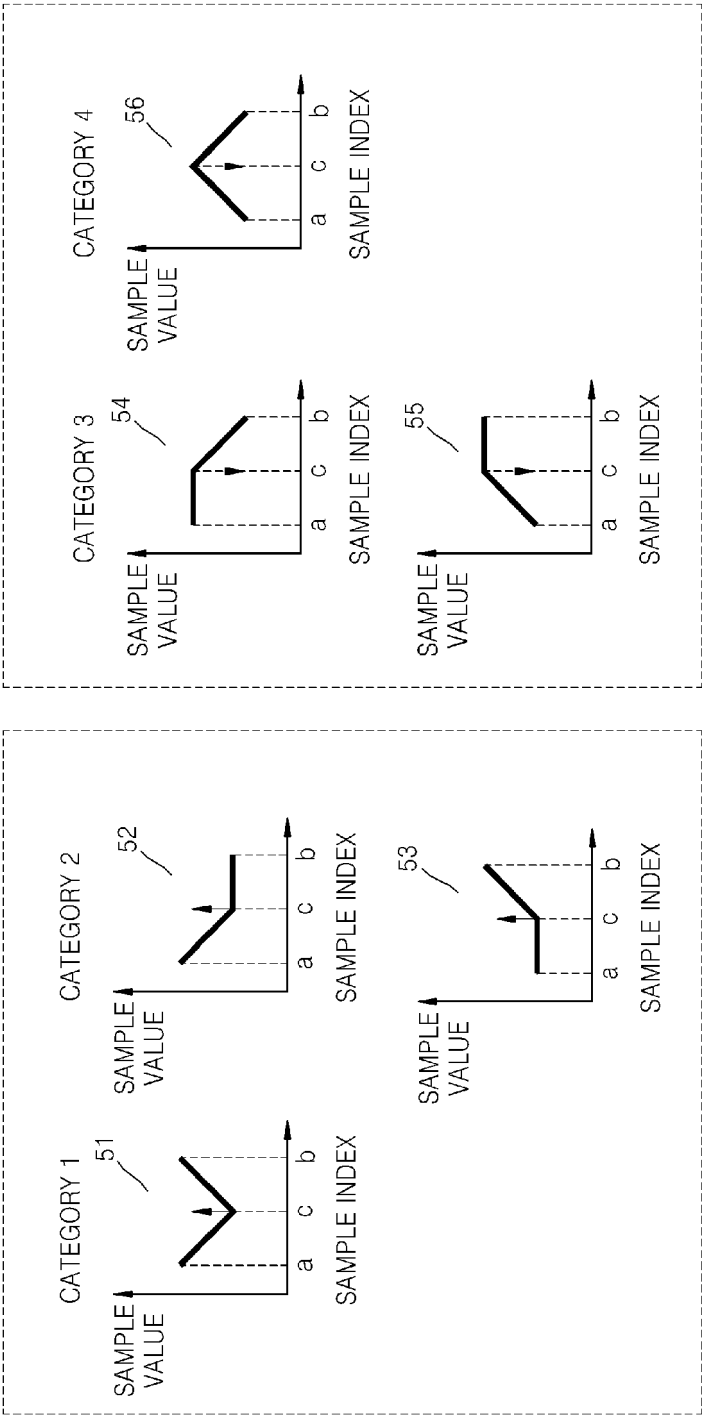 CATEGORY 1
51
SAMPLE
VALUE
a
c
b
SAMPLE INDEX
CATEGORY 2
52
SAMPLE
VALUE
a
c
b
SAMPLE INDEX
53
SAMPLE
VALUE
a
c
b
SAMPLE INDEX
CATEGORY 3
54
SAMPLE
VALUE
a
c
b
SAMPLE INDEX
55
SAMPLE
VALUE
a
c
b
SAMPLE INDEX
CATEGORY 4
56
SAMPLE
VALUE
a
c
b
SAMPLE INDEX